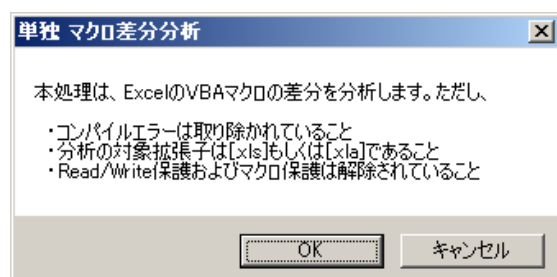 単独 マクロ差分分析
本処理は、ExcelのVBAマクロの差分を分析します。ただし、
・コンパイルエラーは取り除かれていること
・分析の対象拡張子は[xls]もしくは[xla]であること
・Read/Write保護およびマクロ保護は解除されていること
OK
キャンセル